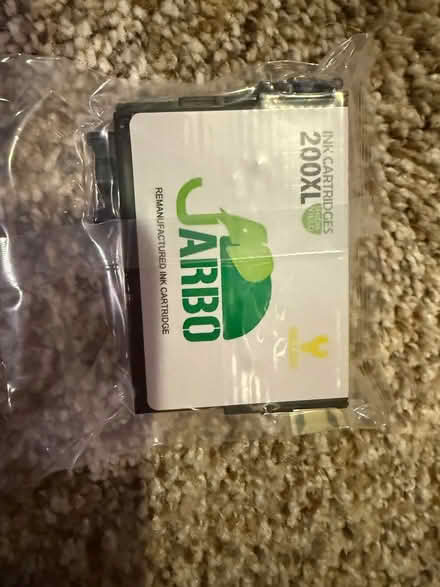 INK CARTRIDGES
200XL
JARBO
REMANUFACTURED INK CARTRIDGE